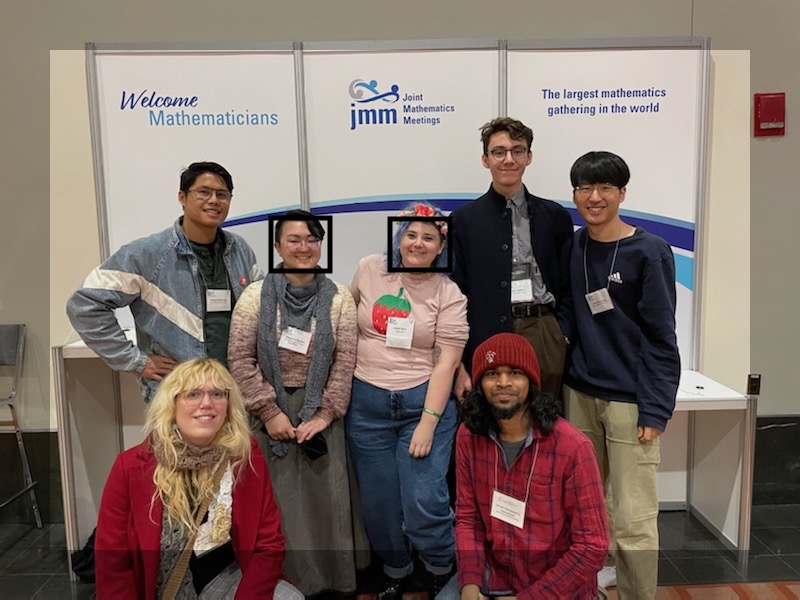 Welcome
Mathematicians
jmm
Joint
Mathematics
Meetings
The largest mathematics
gathering in the world